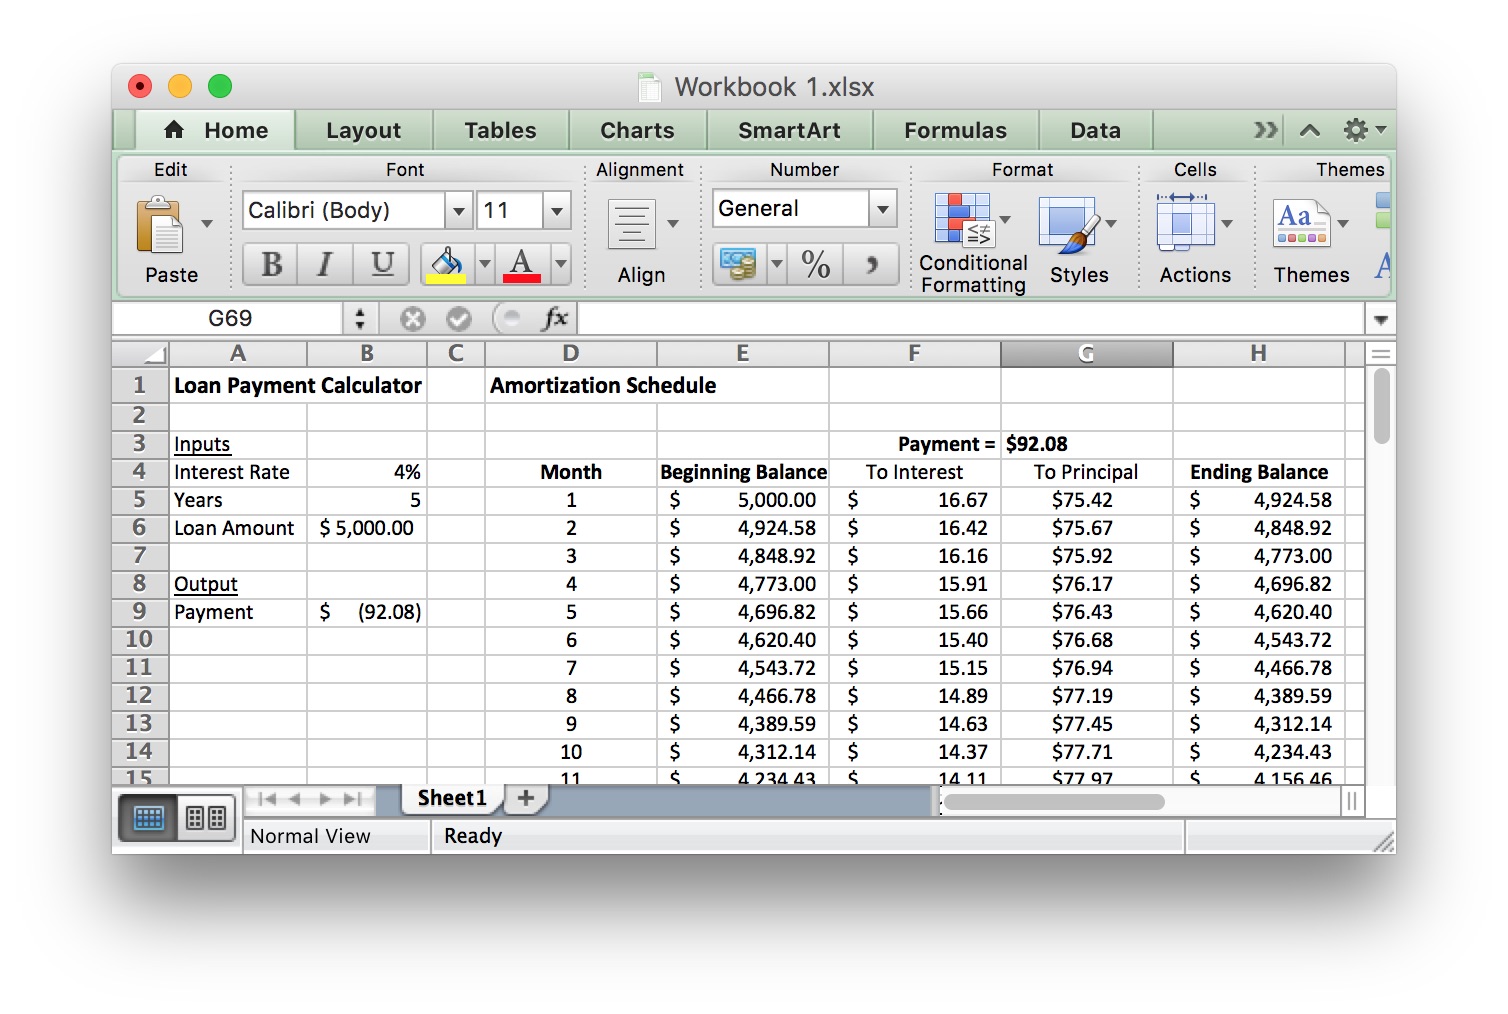 Workbook 1.xlsx
Home Layout Tables Charts SmartArt Formulas Data
Edit Font Alignment Number Format Cells Themes
Calibri (Body) 11 General
B I U A % Aa
Paste Align Conditional Formatting Styles Actions Themes
G69 fx
A B C D E F G H
1 Loan Payment Calculator Amortization Schedule
2
3 Inputs Payment = $92.08
4 Interest Rate 4% Month Beginning Balance To Interest To Principal Ending Balance
5 Years 5 1 $ 5,000.00 $ 16.67 $75.42 $ 4,924.58
6 Loan Amount $ 5,000.00 2 $ 4,924.58 $ 16.42 $75.67 $ 4,848.92
7 3 $ 4,848.92 $ 16.16 $75.92 $ 4,773.00
8 Output 4 $ 4,773.00 $ 15.91 $76.17 $ 4,696.82
9 Payment $ (92.08) 5 $ 4,696.82 $ 15.66 $76.43 $ 4,620.40
10 6 $ 4,620.40 $ 15.40 $76.68 $ 4,543.72
11 7 $ 4,543.72 $ 15.15 $76.94 $ 4,466.78
12 8 $ 4,466.78 $ 14.89 $77.19 $ 4,389.59
13 9 $ 4,389.59 $ 14.63 $77.45 $ 4,312.14
14 10 $ 4,312.14 $ 14.37 $77.71 $ 4,234.43
15 11 $ 4,234.43 $ 14.11 $77.97 $ 4,156.46
Sheet1 +
Normal View Ready